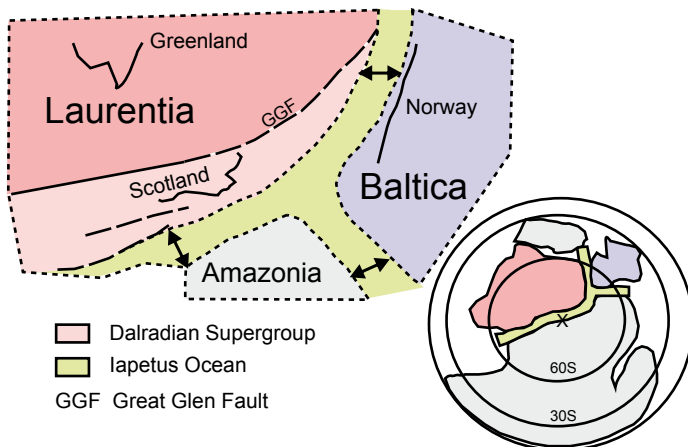 Greenland
Laurentia
GGF
Norway
Scotland
Baltica
Amazonia
Dalradian Supergroup
Iapetus Ocean
GGF Great Glen Fault
X
60S
30S